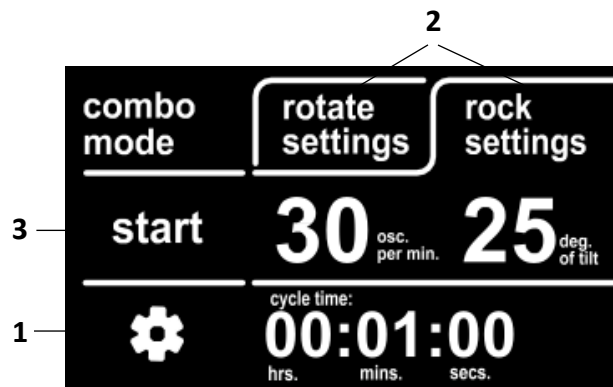 2
combo
mode
rotate
settings
rock
settings
3
start
30 osc.
per min.
25 deg.
of tilt
1
cycle time:
00:01:00
hrs. mins. secs.